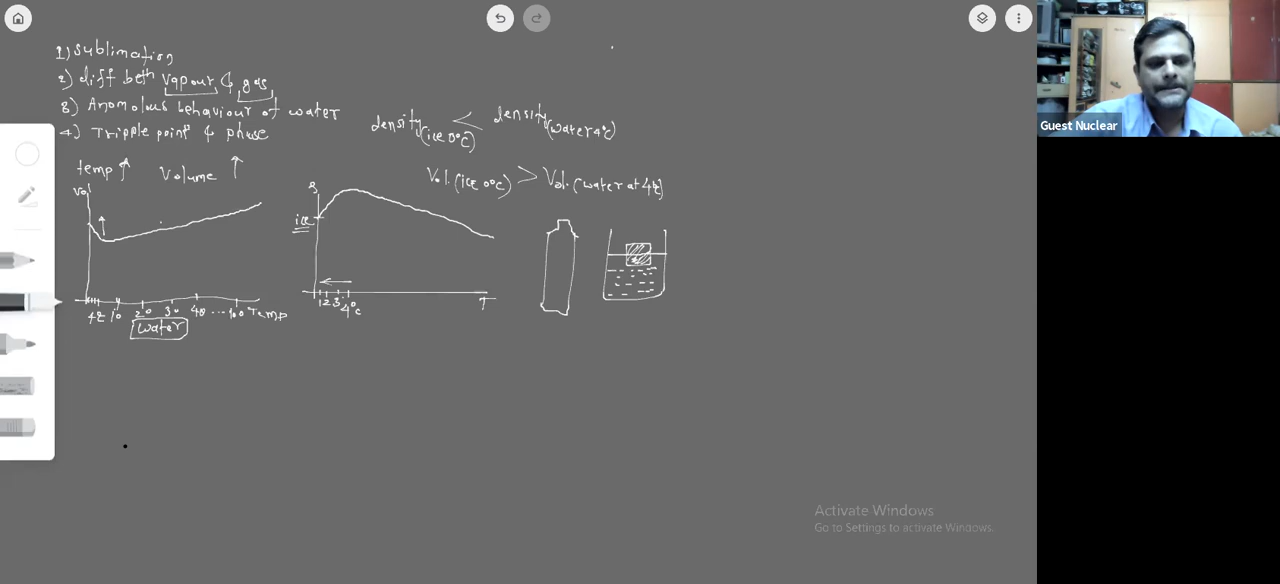 1) Sublimation
2) diff betn vapour & gas
3) Anomolous behaviour of water
4) Tripple point & phase
density(ice 0°C) < density(water 4°C)
temp ↑ Volume ↑
Vol.(ice 0°C) > Vol.(water at 4°C)
Vol
ice
4°C 10 20 30 40 ... 100 Temp
water
1 2 3 4°C
T
Guest Nuclear
Activate Windows
Go to Settings to activate Windows.